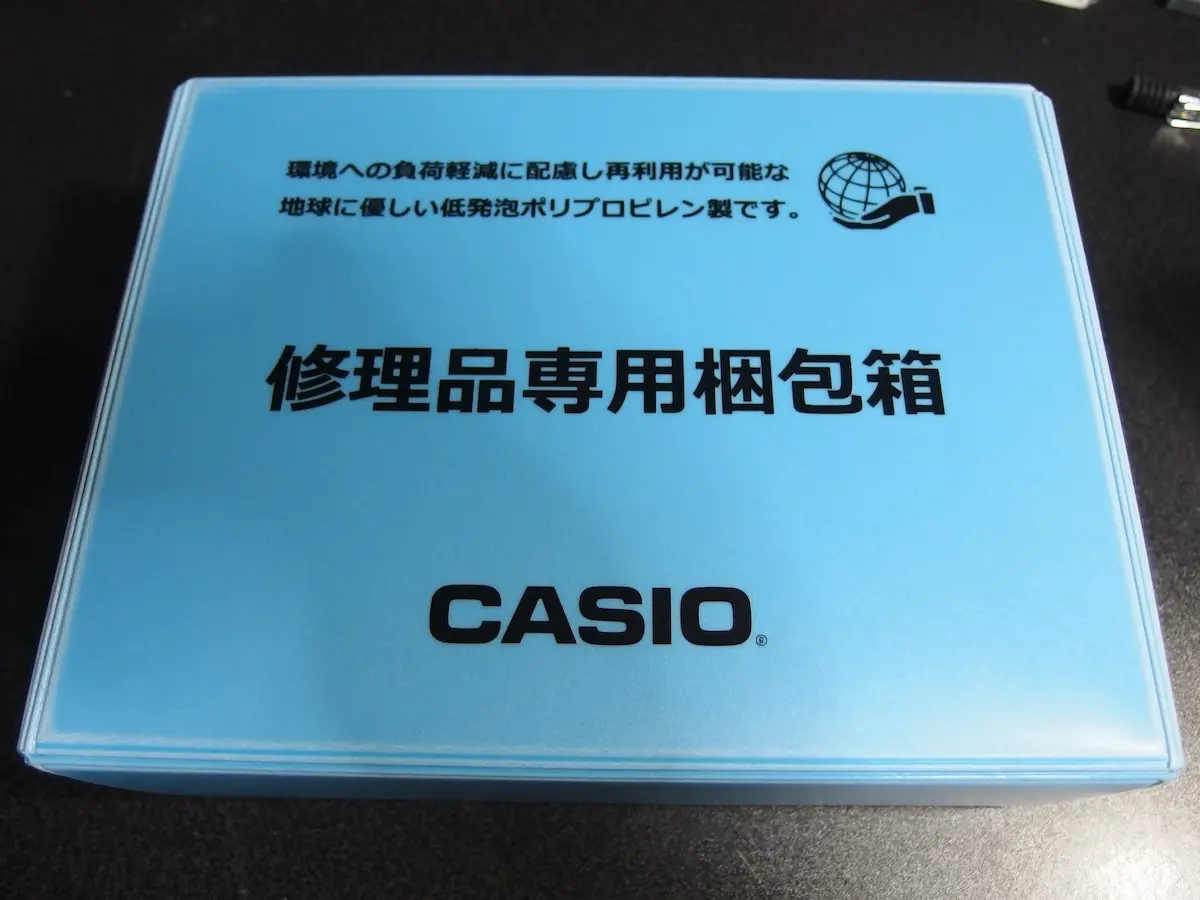 環境への負荷軽減に配慮し再利用が可能な
地球に優しい低発泡ポリプロピレン製です。
修理品専用梱包箱
CASIO®